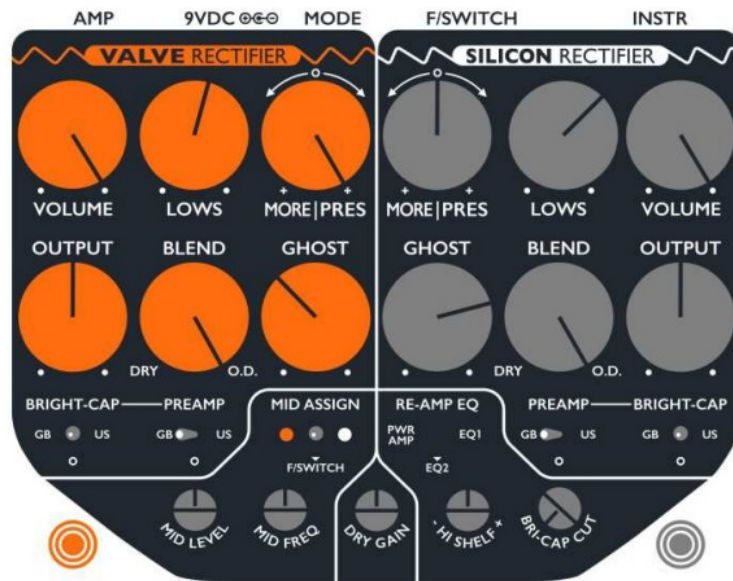 AMP 9VDC MODE F/SWITCH INSTR
VALVE RECTIFIER SILICON RECTIFIER
+ + + +
VOLUME LOWS MORE|PRES MORE|PRES LOWS VOLUME
OUTPUT BLEND GHOST GHOST BLEND OUTPUT
DRY O.D. DRY O.D.
BRIGHT-CAP PREAMP MID ASSIGN RE-AMP EQ PREAMP BRIGHT-CAP
GB US GB US PWR AMP EQ1 GB US GB US
F/SWITCH EQ2
MID LEVEL MID FREQ DRY GAIN - HI SHELF + BRI-CAP CUT